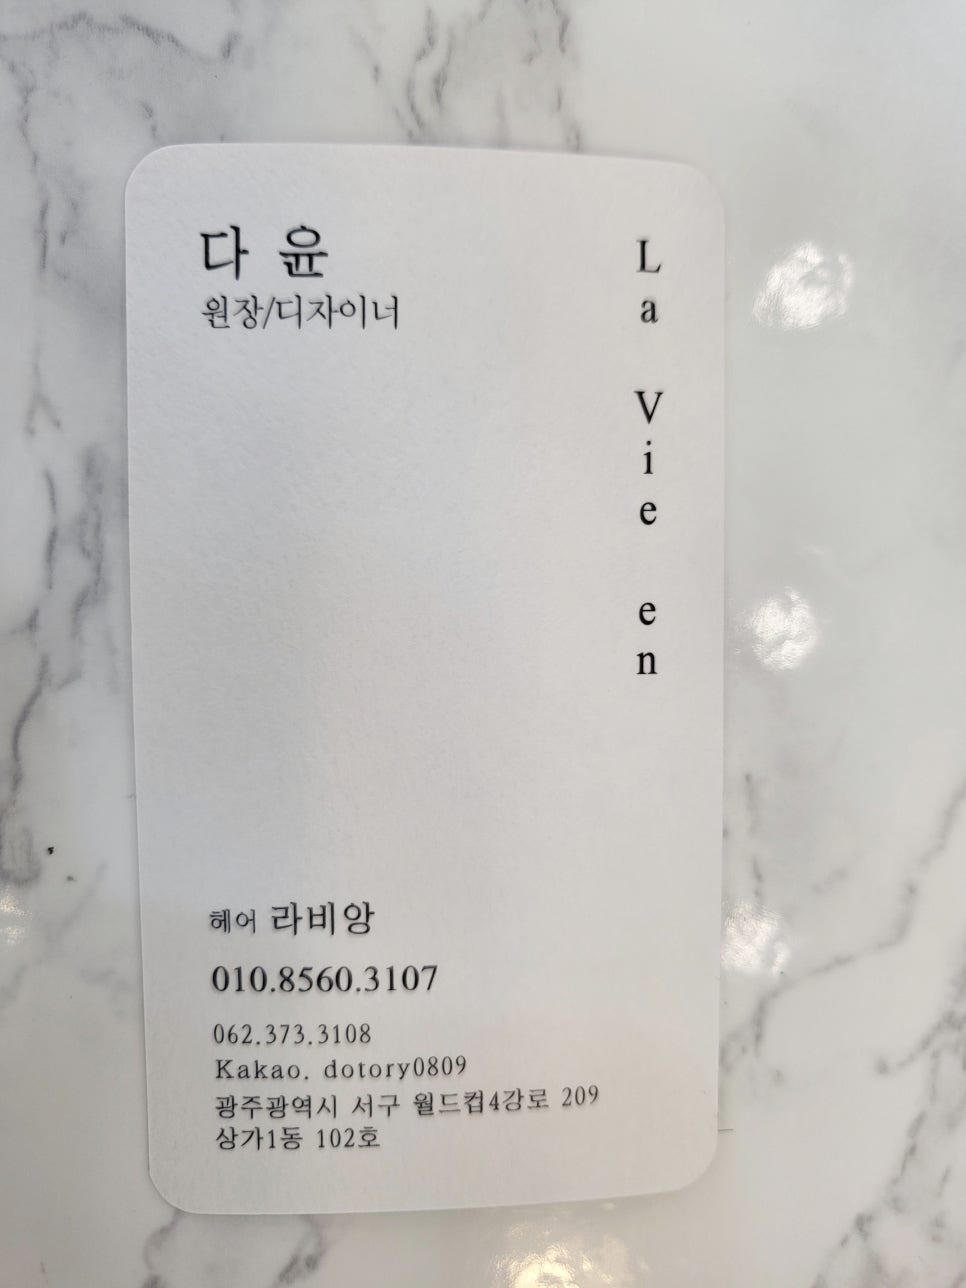 다 윤
원장/디자이너
La Vie en
헤어 라비앙
010.8560.3107
062.373.3108
Kakao. dotory0809
광주광역시 서구 월드컵4강로 209
상가1동 102호